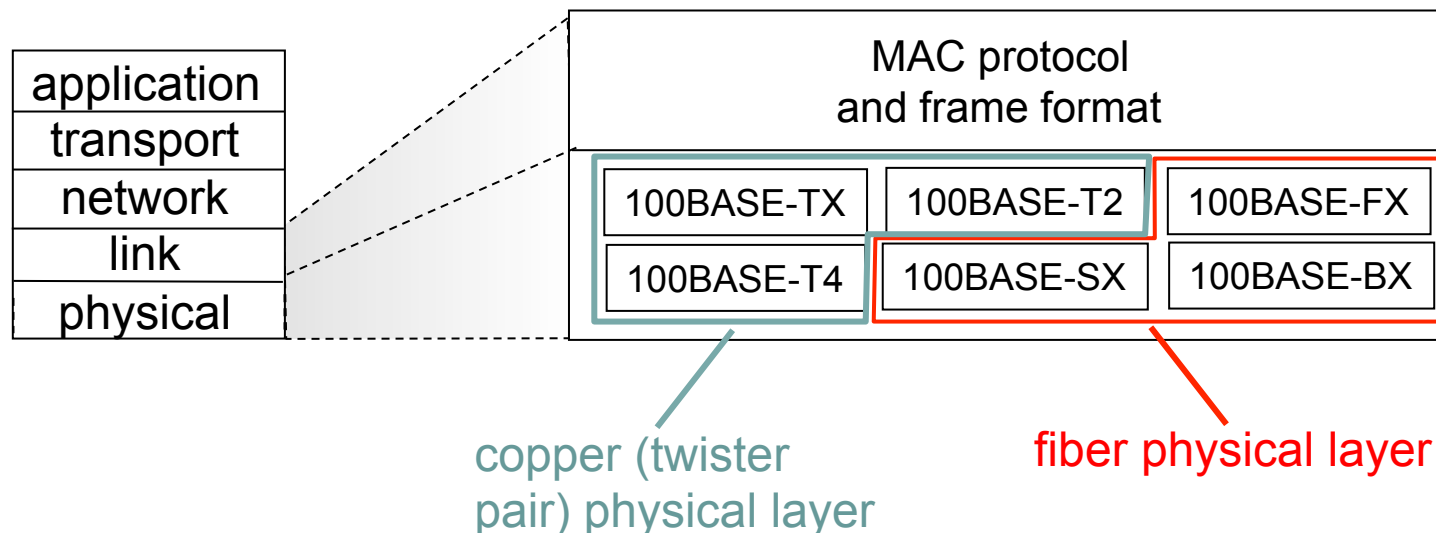 application
transport
network
link
physical
MAC protocol
and frame format
100BASE-TX
100BASE-T2
100BASE-FX
100BASE-T4
100BASE-SX
100BASE-BX
copper (twister
pair) physical layer
fiber physical layer